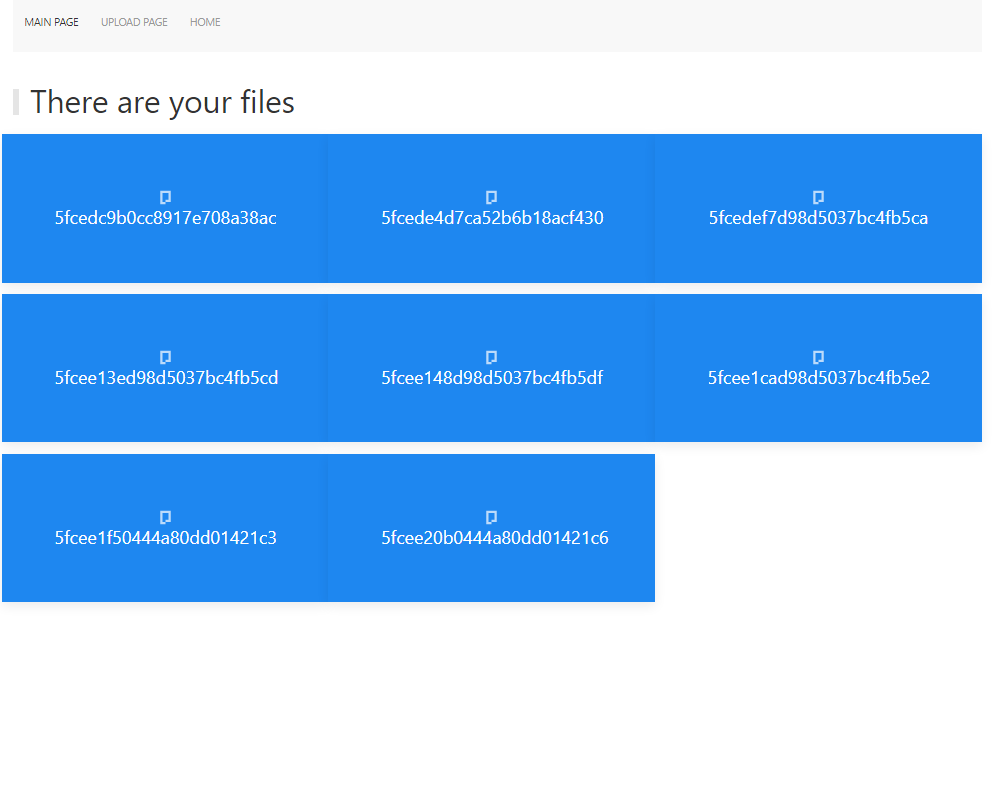 MAIN PAGE UPLOAD PAGE HOME
There are your files
5fcedc9b0cc8917e708a38ac 5fcede4d7ca52b6b18acf430 5fcedef7d98d5037bc4fb5ca
5fcee13ed98d5037bc4fb5cd 5fcee148d98d5037bc4fb5df 5fcee1cad98d5037bc4fb5e2
5fcee1f50444a80dd01421c3 5fcee20b0444a80dd01421c6